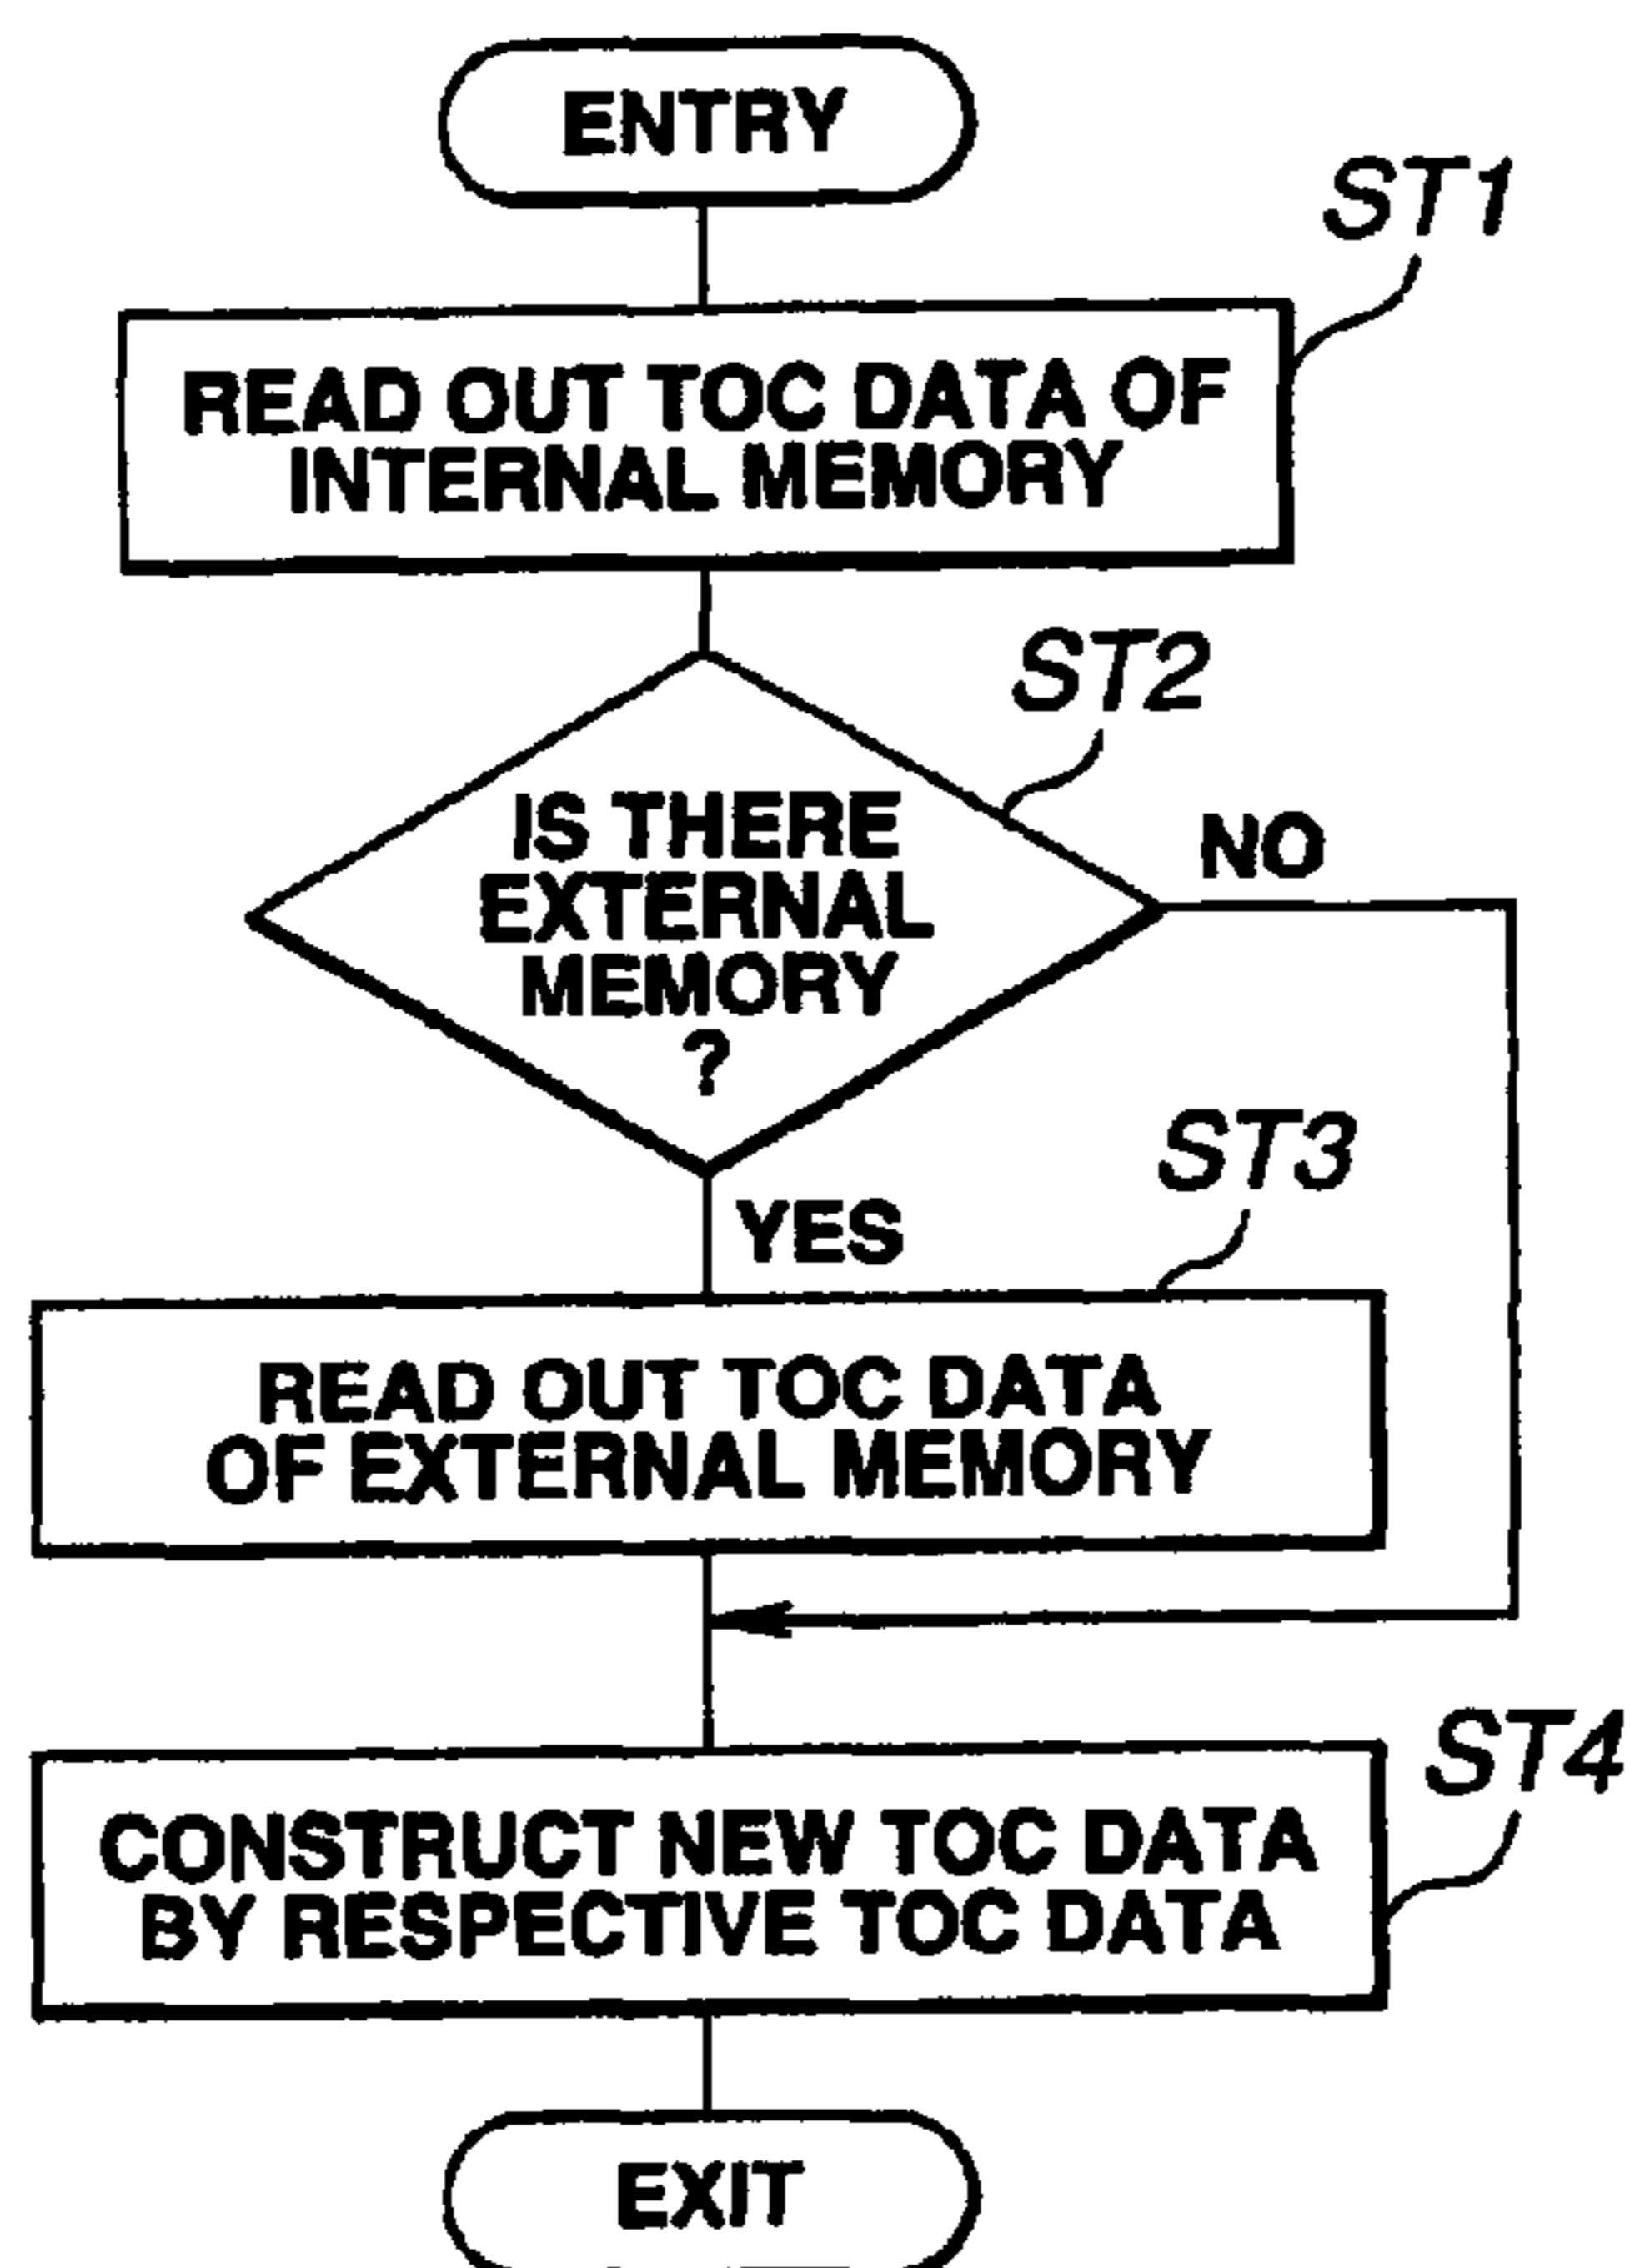 ENTRY
ST1
READ OUT TOC DATA OF
INTERNAL MEMORY
ST2
IS THERE
EXTERNAL
MEMORY
?
NO
YES
ST3
READ OUT TOC DATA
OF EXTERNAL MEMORY
ST4
CONSTRUCT NEW TOC DATA
BY RESPECTIVE TOC DATA
EXIT